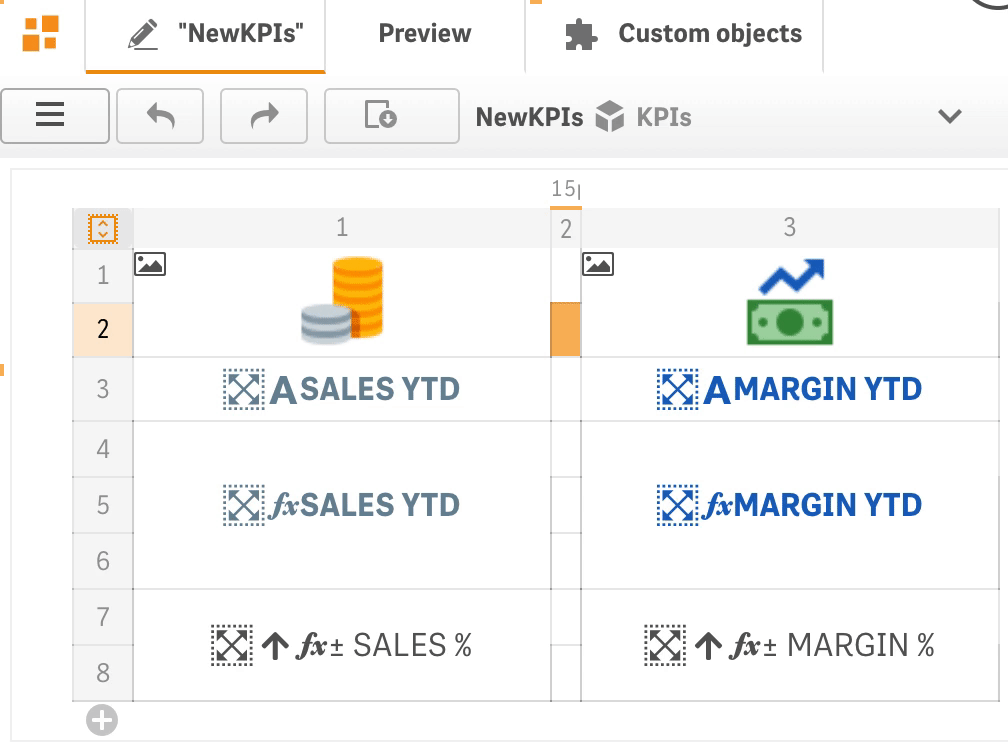 "NewKPIs" Preview Custom objects
NewKPIs KPIs
15
1 2 3
1
2
3 A SALES YTD A MARGIN YTD
4
5 fx SALES YTD fx MARGIN YTD
6
7
fx ± SALES % fx ± MARGIN %
8